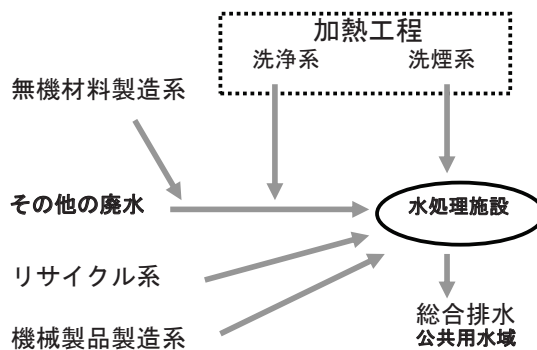 加熱工程
洗浄系 洗煙系
無機材料製造系
その他の廃水
水処理施設
リサイクル系
機械製品製造系
総合排水
公共用水域